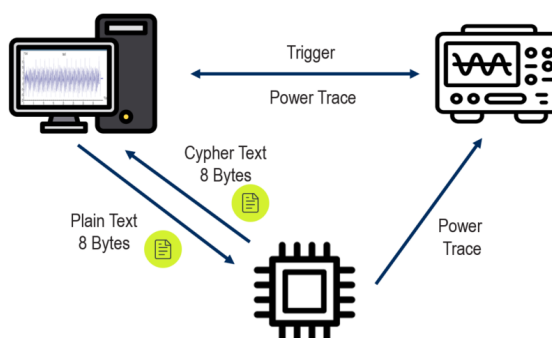 Trigger
Power Trace
Cypher Text
8 Bytes
Plain Text
8 Bytes
Power
Trace